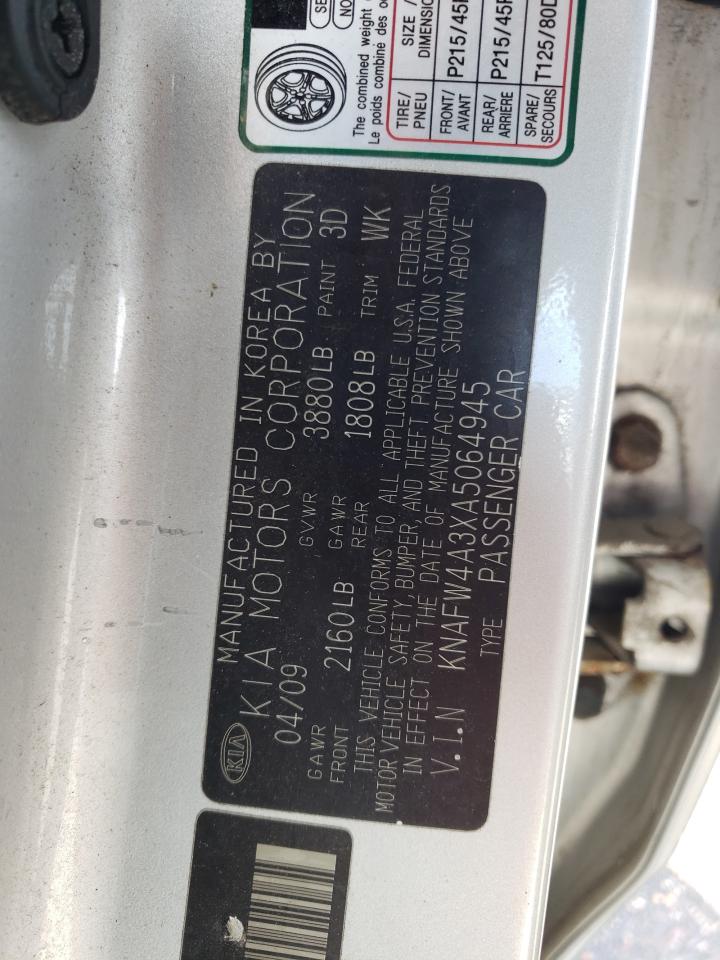 The combined weight
Le poids combiné des
TIRE/
PNEU
SIZE /
DIMENSION
FRONT/
AVANT
P215/45
REAR/
ARRIERE
P215/45
SPARE/
SECOURS
T125/80D
KIA
MANUFACTURED IN KOREA BY
KIA MOTORS CORPORATION
04/09 GVWR 3880LB PAINT 3D
GAWR FRONT 2160LB GAWR REAR 1808LB TRIM WK
THIS VEHICLE CONFORMS TO ALL APPLICABLE U.S.A. FEDERAL
MOTOR VEHICLE SAFETY, BUMPER, AND THEFT PREVENTION STANDARDS
IN EFFECT ON THE DATE OF MANUFACTURE SHOWN ABOVE
V.I.N KNAFW4A3XA5064945
TYPE PASSENGER CAR